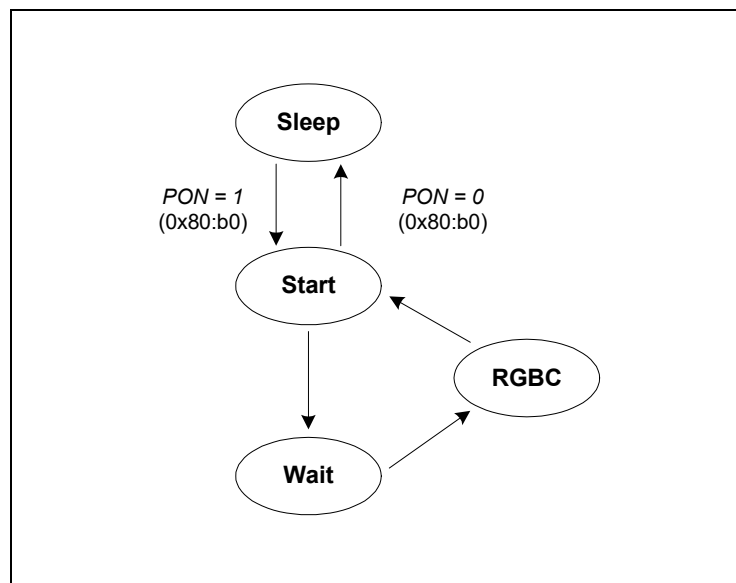 Sleep
PON = 1
(0x80:b0)
PON = 0
(0x80:b0)
Start
RGBC
Wait